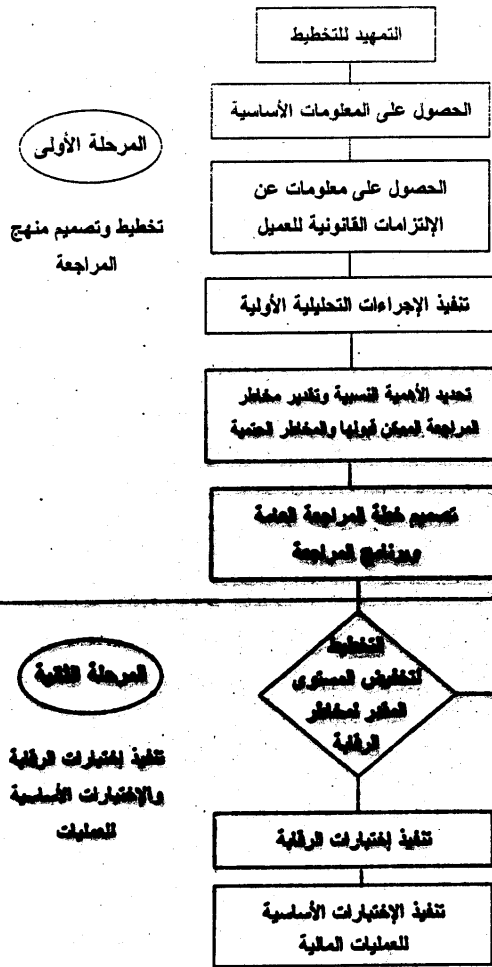 التمهيد للتخطيط
الحصول على المعلومات الأساسية
المرحلة الأولى
تخطيط وتصميم منهج
المراجعة
الحصول على معلومات عن
الإلتزامات القانونية للعميل
تنفيذ الإجراءات التحليلية الأولية
تحديد الأهمية النسبية وتقدير مخاطر
المراجعة الممكن قبولها والمخاطر الحتمية
تصميم خطة المراجعة العامة
وبرنامج المراجعة
المرحلة الثانية
تنفيذ إختبارات الرقابة
والإختبارات الأساسية
للعمليات
التخطيط
لتخفيض المستوى
المقدر لمخاطر
الرقابة
تنفيذ إختبارات الرقابة
تنفيذ الإختبارات الأساسية
للعمليات المالية